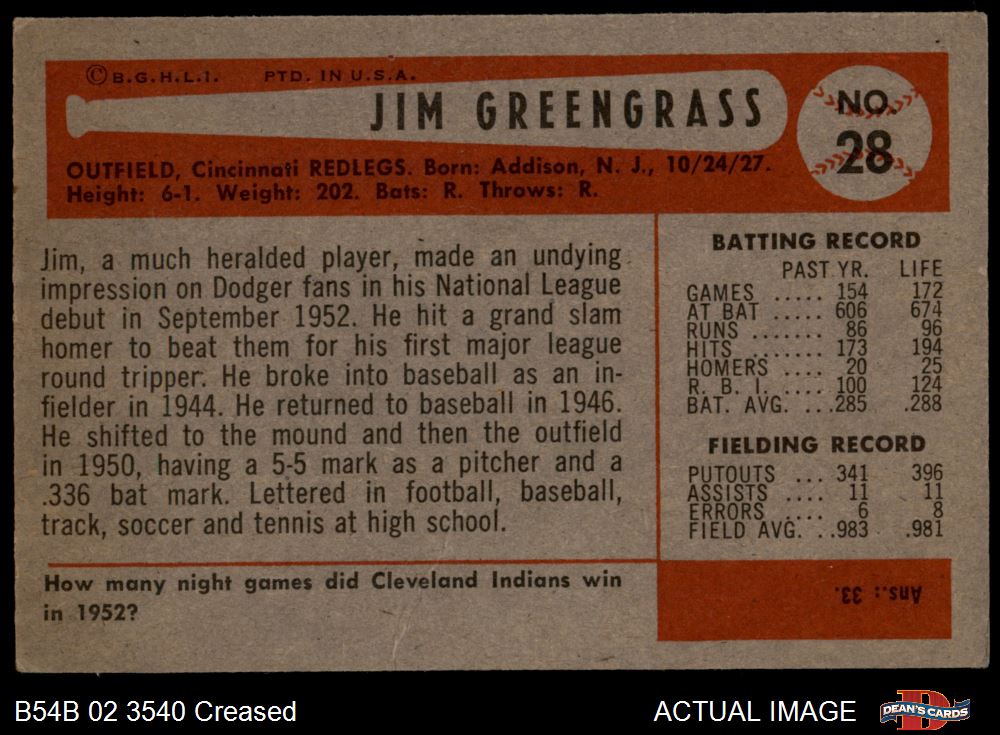 © B.G.H.L.I. PTD. IN U.S.A.
JIM GREENGRASS
NO.
28
OUTFIELD, Cincinnati REDLEGS. Born: Addison, N. J., 10/24/27.
Height: 6-1. Weight: 202. Bats: R. Throws: R.
Jim, a much heralded player, made an undying
impression on Dodger fans in his National League
debut in September 1952. He hit a grand slam
homer to beat them for his first major league
round tripper. He broke into baseball as an in-
fielder in 1944. He returned to baseball in 1946.
He shifted to the mound and then the outfield
in 1950, having a 5-5 mark as a pitcher and a
.336 bat mark. Lettered in football, baseball,
track, soccer and tennis at high school.
How many night games did Cleveland Indians win
in 1952?
BATTING RECORD
PAST YR. LIFE
GAMES ..... 154 172
AT BAT ..... 606 674
RUNS ....... 86 96
HITS ....... 173 194
HOMERS .... 20 25
R. B. I. .... 100 124
BAT. AVG. ...285 .288
FIELDING RECORD
PUTOUTS ... 341 396
ASSISTS .... 11 11
ERRORS .... 6 8
FIELD AVG. ..983 .981
Ans.: 33.
B54B 02 3540 Creased
ACTUAL IMAGE
D
DEAN'S CARDS